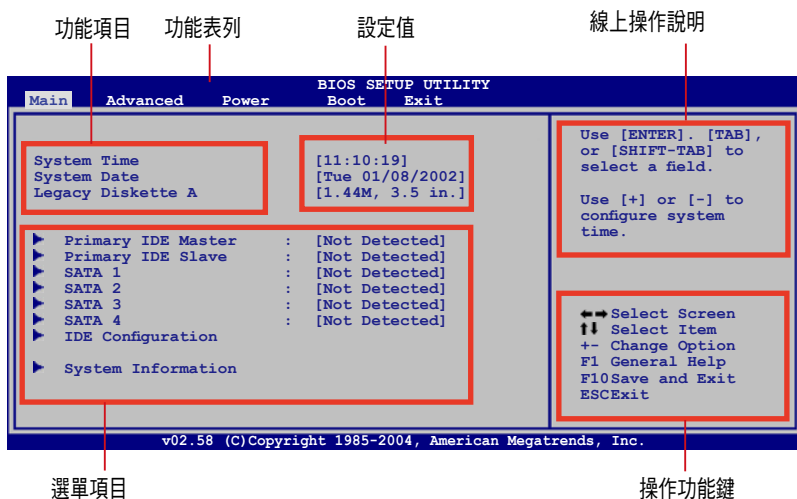 功能項目 功能表列 設定值 線上操作說明
BIOS SETUP UTILITY
Main Advanced Power Boot Exit
System Time [11:10:19]
System Date [Tue 01/08/2002]
Legacy Diskette A [1.44M, 3.5 in.]
Primary IDE Master : [Not Detected]
Primary IDE Slave : [Not Detected]
SATA 1 : [Not Detected]
SATA 2 : [Not Detected]
SATA 3 : [Not Detected]
SATA 4 : [Not Detected]
IDE Configuration
System Information
Use [ENTER]. [TAB],
or [SHIFT-TAB] to
select a field.
Use [+] or [-] to
configure system
time.
Select Screen
Select Item
+- Change Option
F1 General Help
F10Save and Exit
ESCExit
v02.58 (C)Copyright 1985-2004, American Megatrends, Inc.
選單項目 操作功能鍵